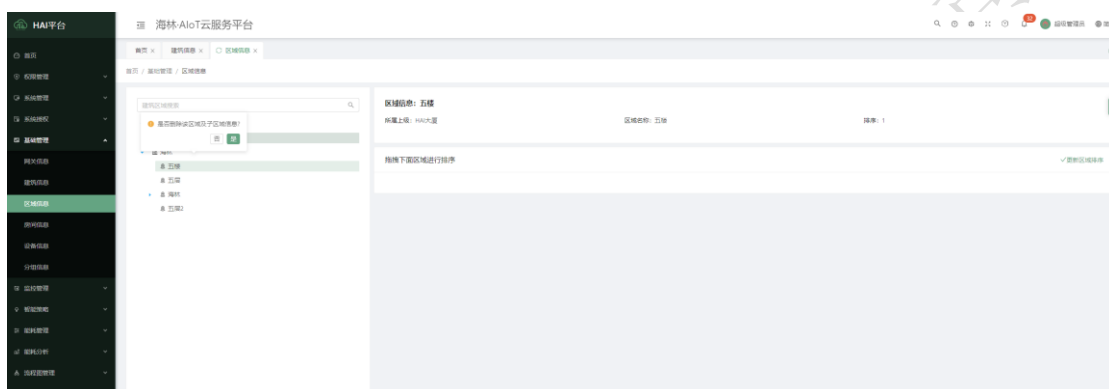 HAI平台
海林·AIoT云服务平台
32
超级管理员
首页
权限管理
系统管理
系统授权
基础管理
网关信息
建筑信息
区域信息
房间信息
设备信息
分组信息
监控管理
智能策略
能耗管理
能耗分析
流程图管理
首页 × 建筑信息 × 区域信息 ×
首页 / 基础管理 / 区域信息
建筑区域搜索
是否删除该区域及子区域信息?
否 是
五楼
五层
海林
五层2
区域信息：五楼
所属上级：HAI大厦 区域名称：五楼 排序：1
拖拽下面区域进行排序
更新区域排序